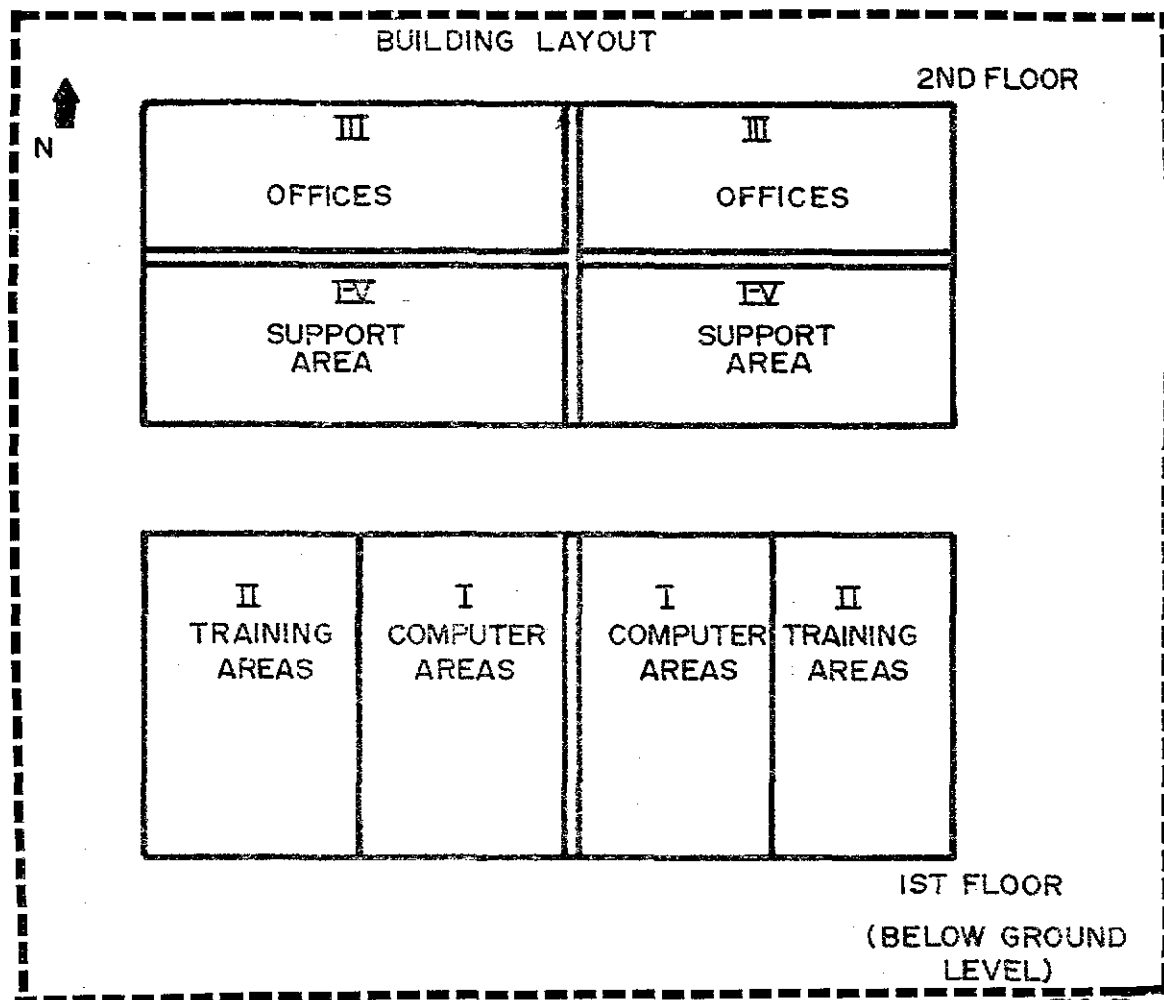 BUILDING LAYOUT
2ND FLOOR
N
III
III
OFFICES
OFFICES
IV
IV
SUPPORT
AREA
SUPPORT
AREA
II
TRAINING
AREAS
I
COMPUTER
AREAS
I
COMPUTER
AREAS
II
TRAINING
AREAS
1ST FLOOR
(BELOW GROUND
LEVEL)